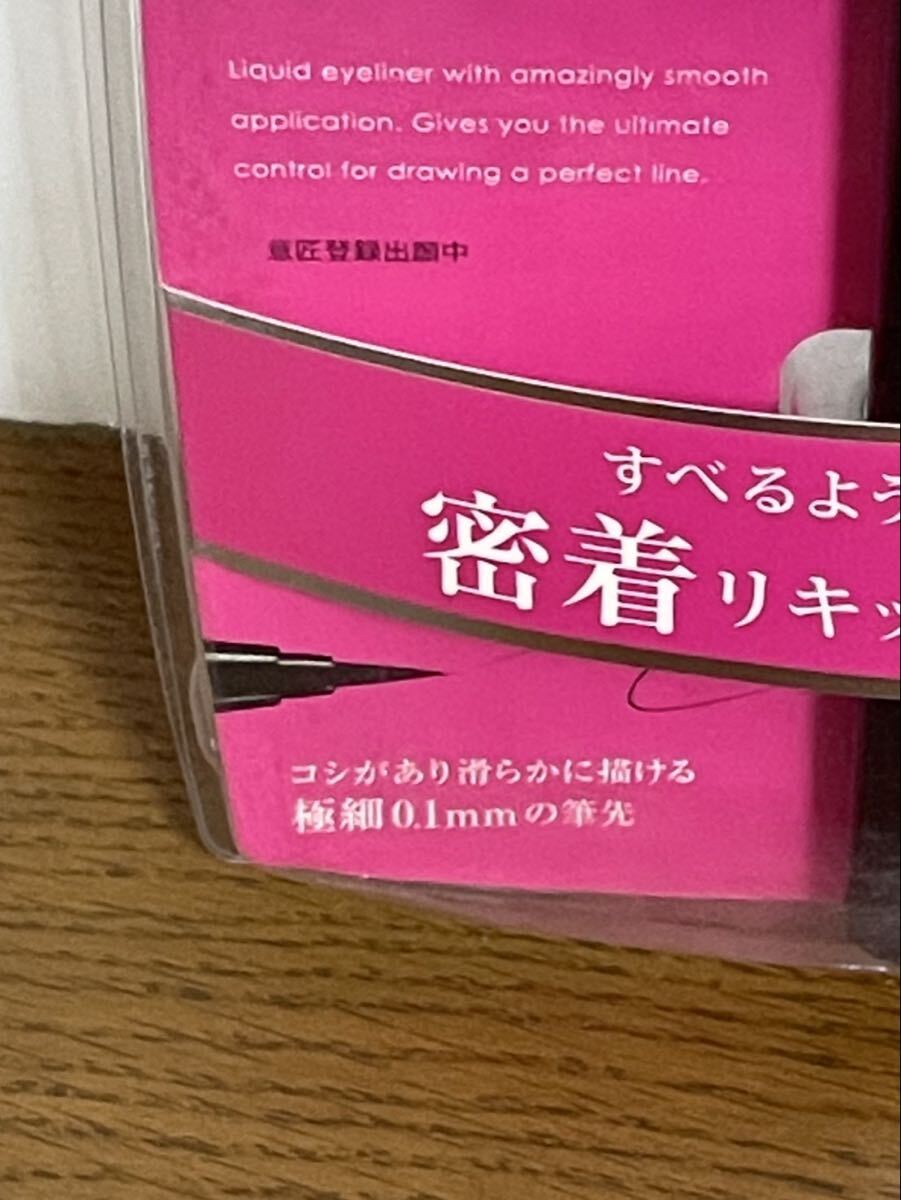 Liquid eyeliner with amazingly smooth
application. Gives you the ultimate
control for drawing a perfect line.
意匠登録出願中
すべるよう
密着リキッ
コシがあり滑らかに描ける
極細0.1mmの筆先